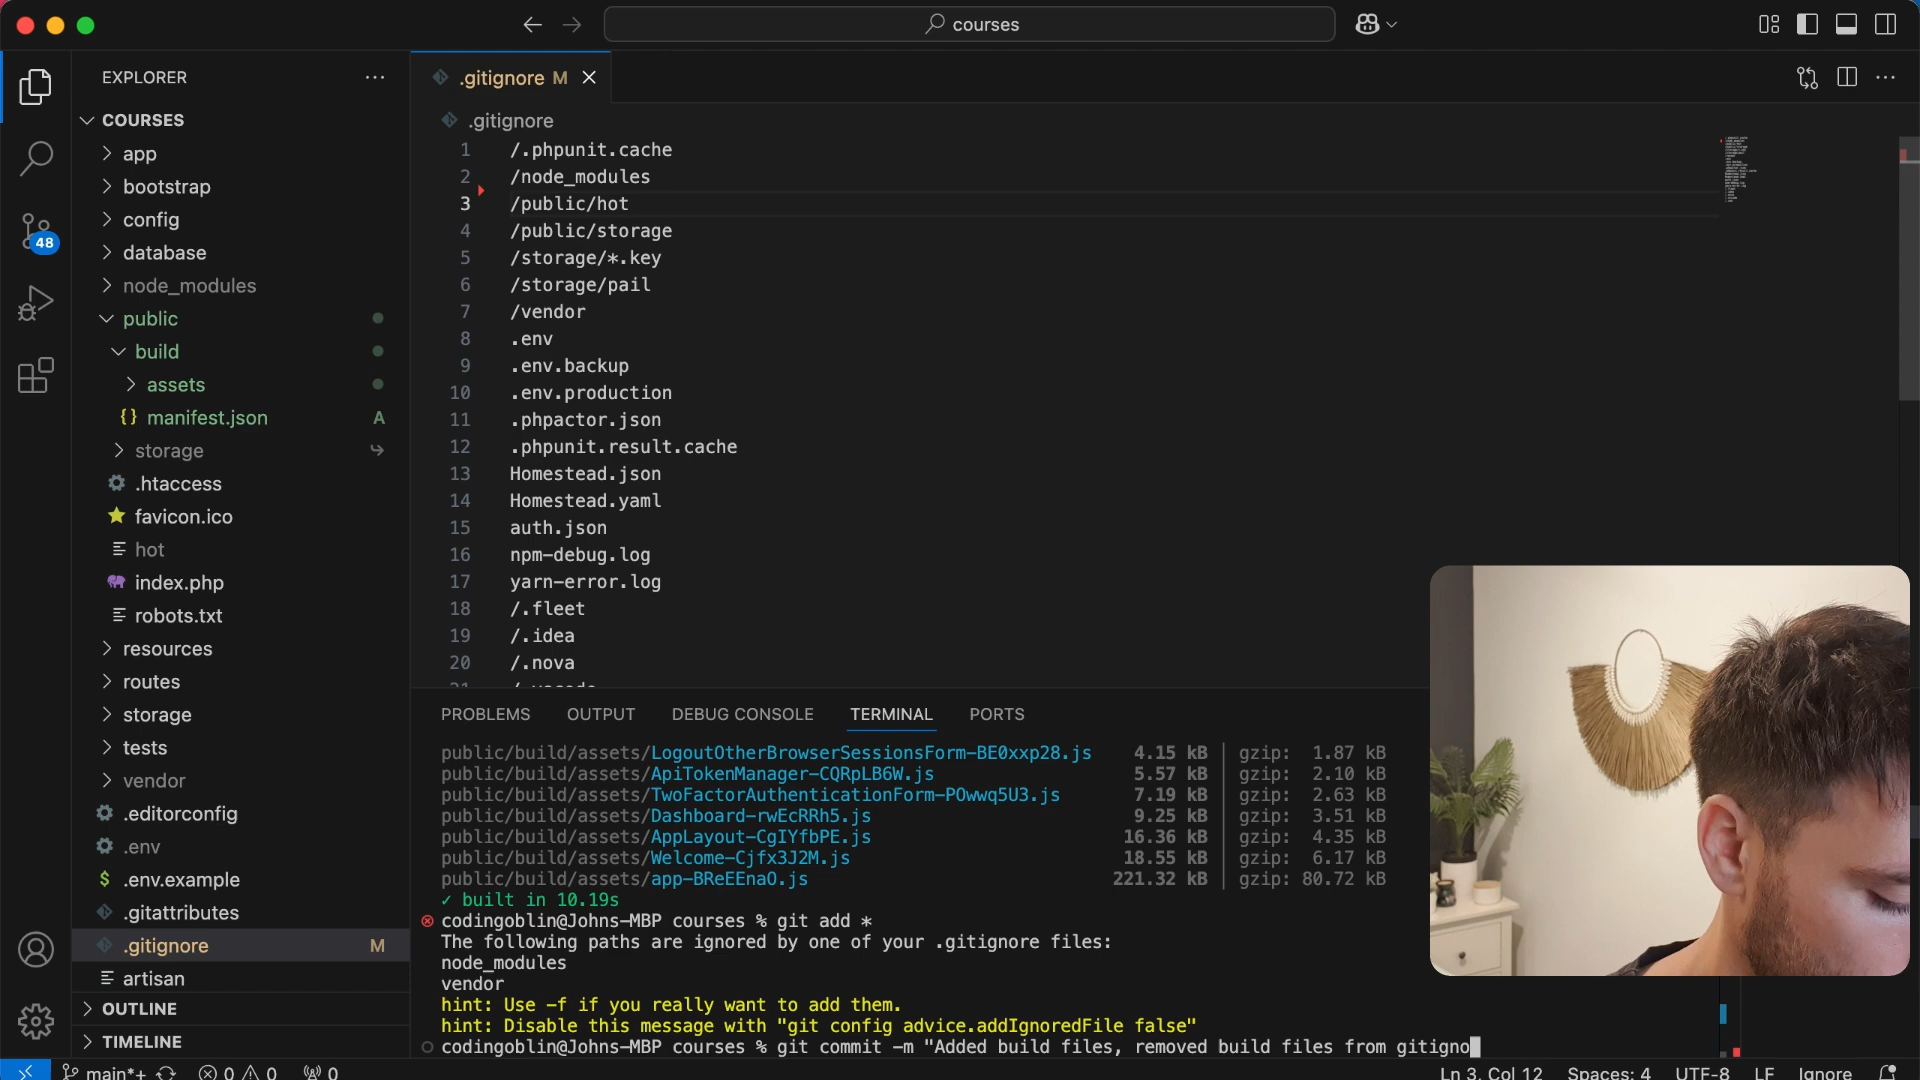 courses
EXPLORER
COURSES
app
bootstrap
config
database
node_modules
public
build
assets
{} manifest.json A
storage
.htaccess
favicon.ico
hot
index.php
robots.txt
resources
routes
storage
tests
vendor
.editorconfig
.env
$ .env.example
.gitattributes
.gitignore M
artisan
OUTLINE
TIMELINE
48
.gitignore M
.gitignore
1 /.phpunit.cache
2 /node_modules
3 /public/hot
4 /public/storage
5 /storage/*.key
6 /storage/pail
7 /vendor
8 .env
9 .env.backup
10 .env.production
11 .phpactor.json
12 .phpunit.result.cache
13 Homestead.json
14 Homestead.yaml
15 auth.json
16 npm-debug.log
17 yarn-error.log
18 /.fleet
19 /.idea
20 /.nova
PROBLEMS OUTPUT DEBUG CONSOLE TERMINAL PORTS
public/build/assets/LogoutOtherBrowserSessionsForm-BE0xxp28.js 4.15 kB │ gzip: 1.87 kB
public/build/assets/ApiTokenManager-CQRpLB6W.js 5.57 kB │ gzip: 2.10 kB
public/build/assets/TwoFactorAuthenticationForm-POwwq5U3.js 7.19 kB │ gzip: 2.63 kB
public/build/assets/Dashboard-rwEcRRh5.js 9.25 kB │ gzip: 3.51 kB
public/build/assets/AppLayout-CgIYfbPE.js 16.36 kB │ gzip: 4.35 kB
public/build/assets/Welcome-Cjfx3J2M.js 18.55 kB │ gzip: 6.17 kB
public/build/assets/app-BReEEnaO.js 221.32 kB │ gzip: 80.72 kB
✓ built in 10.19s
codingoblin@Johns-MBP courses % git add *
The following paths are ignored by one of your .gitignore files:
node_modules
vendor
hint: Use -f if you really want to add them.
hint: Disable this message with "git config advice.addIgnoredFile false"
codingoblin@Johns-MBP courses % git commit -m "Added build files, removed build files from gitigno
main*+ 0 0 0 Ln 3, Col 12 Spaces: 4 UTF-8 LF Ignore